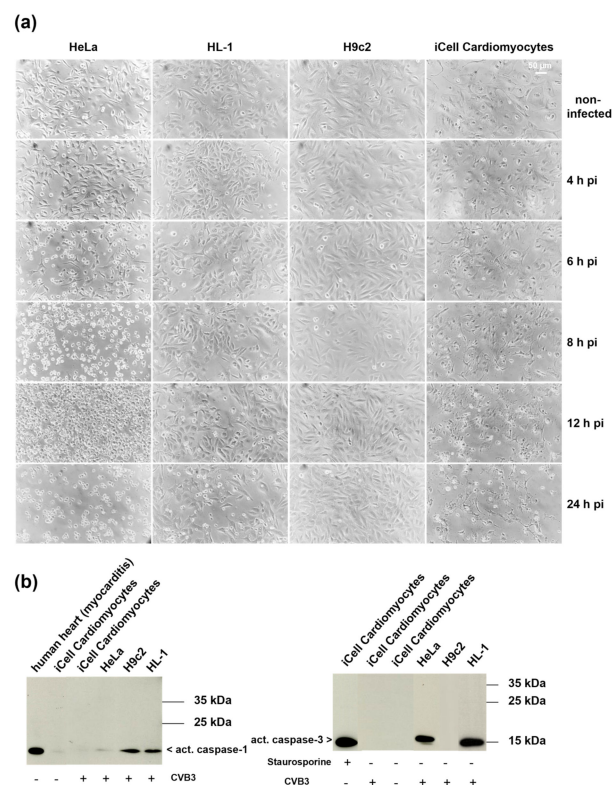 (a)
HeLa HL-1 H9c2 iCell Cardiomyocytes
50 µm
non-
infected
4 h pi
6 h pi
8 h pi
12 h pi
24 h pi
(b)
human heart (myocarditis)
iCell Cardiomyocytes
iCell Cardiomyocytes
HeLa
H9c2
HL-1
35 kDa
25 kDa
< act. caspase-1
- - + + + + CVB3
iCell Cardiomyocytes
iCell Cardiomyocytes
iCell Cardiomyocytes
HeLa
H9c2
HL-1
35 kDa
25 kDa
act. caspase-3 > 15 kDa
Staurosporine + - - - - -
CVB3 - + - + + +